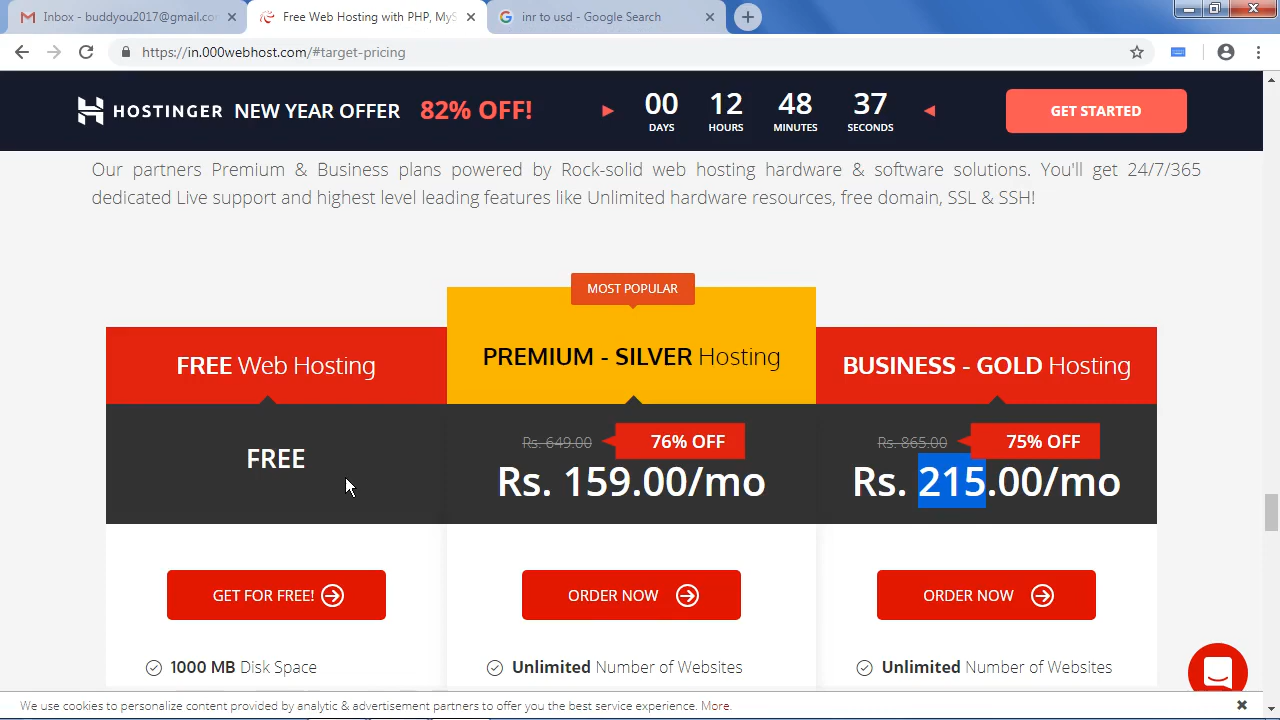 Inbox - buddyou2017@gmail.co
Free Web Hosting with PHP, MyS
inr to usd - Google Search
https://in.000webhost.com/#target-pricing
HOSTINGER NEW YEAR OFFER 82% OFF!
00 12 48 37
DAYS HOURS MINUTES SECONDS
GET STARTED
Our partners Premium & Business plans powered by Rock-solid web hosting hardware & software solutions. You'll get 24/7/365
dedicated Live support and highest level leading features like Unlimited hardware resources, free domain, SSL & SSH!
MOST POPULAR
FREE Web Hosting
PREMIUM - SILVER Hosting
BUSINESS - GOLD Hosting
FREE
Rs. 649.00 76% OFF
Rs. 159.00/mo
Rs. 865.00 75% OFF
Rs. 215.00/mo
GET FOR FREE!
ORDER NOW
ORDER NOW
1000 MB Disk Space
Unlimited Number of Websites
Unlimited Number of Websites
We use cookies to personalize content provided by analytic & advertisement partners to offer you the best service experience. More.